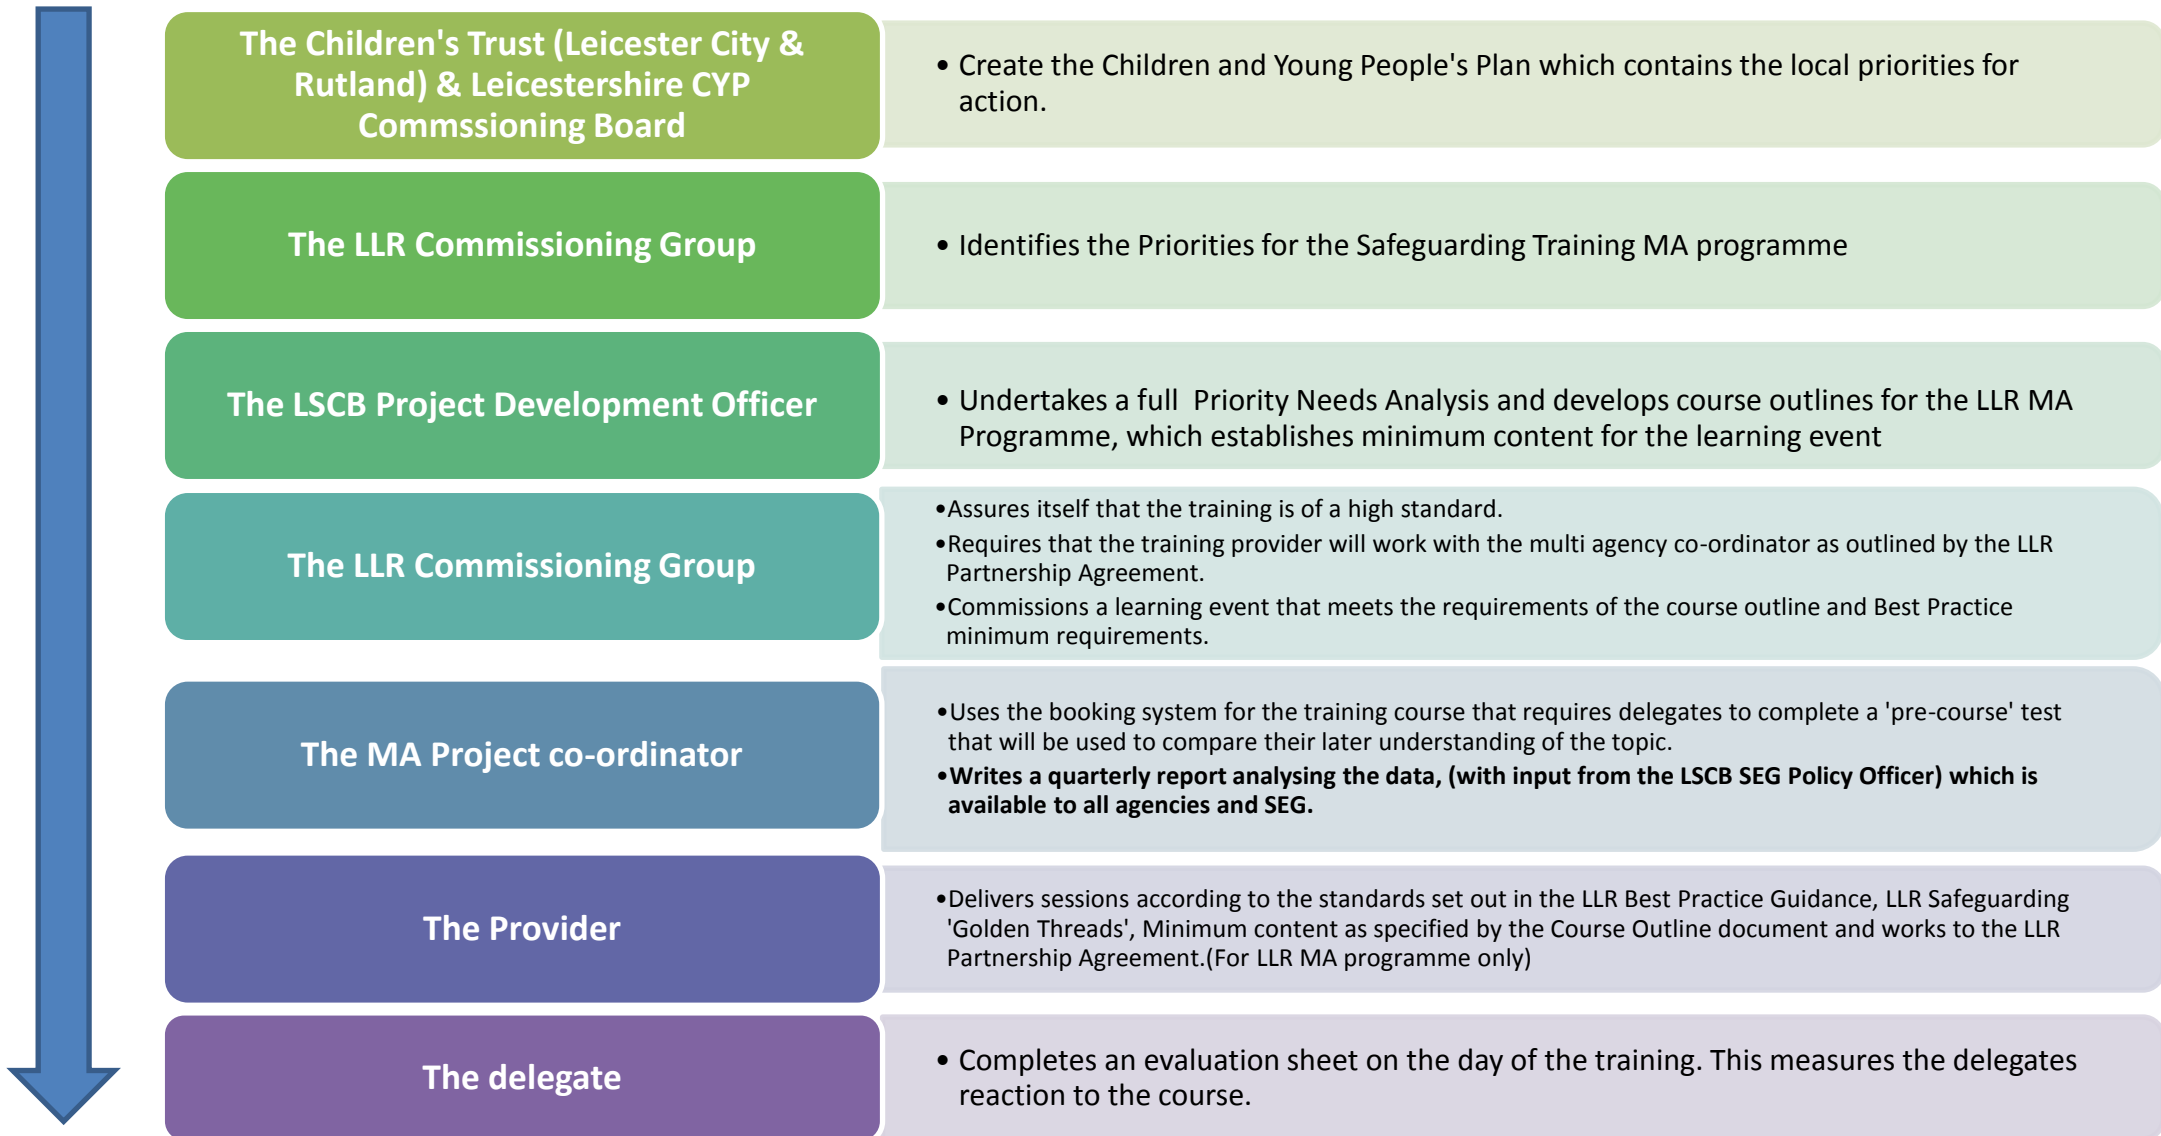 The Children's Trust (Leicester City &
Rutland) & Leicestershire CYP
Commssioning Board
• Create the Children and Young People's Plan which contains the local priorities for
action.
The LLR Commissioning Group
• Identifies the Priorities for the Safeguarding Training MA programme
The LSCB Project Development Officer
• Undertakes a full  Priority Needs Analysis and develops course outlines for the LLR MA
Programme, which establishes minimum content for the learning event
The LLR Commissioning Group
•Assures itself that the training is of a high standard.
•Requires that the training provider will work with the multi agency co-ordinator as outlined by the LLR
Partnership Agreement.
•Commissions a learning event that meets the requirements of the course outline and Best Practice
minimum requirements.
The MA Project co-ordinator
•Uses the booking system for the training course that requires delegates to complete a 'pre-course' test
that will be used to compare their later understanding of the topic.
•Writes a quarterly report analysing the data, (with input from the LSCB SEG Policy Officer) which is
available to all agencies and SEG.
The Provider
•Delivers sessions according to the standards set out in the LLR Best Practice Guidance, LLR Safeguarding
'Golden Threads', Minimum content as specified by the Course Outline document and works to the LLR
Partnership Agreement.(For LLR MA programme only)
The delegate
• Completes an evaluation sheet on the day of the training. This measures the delegates
reaction to the course.